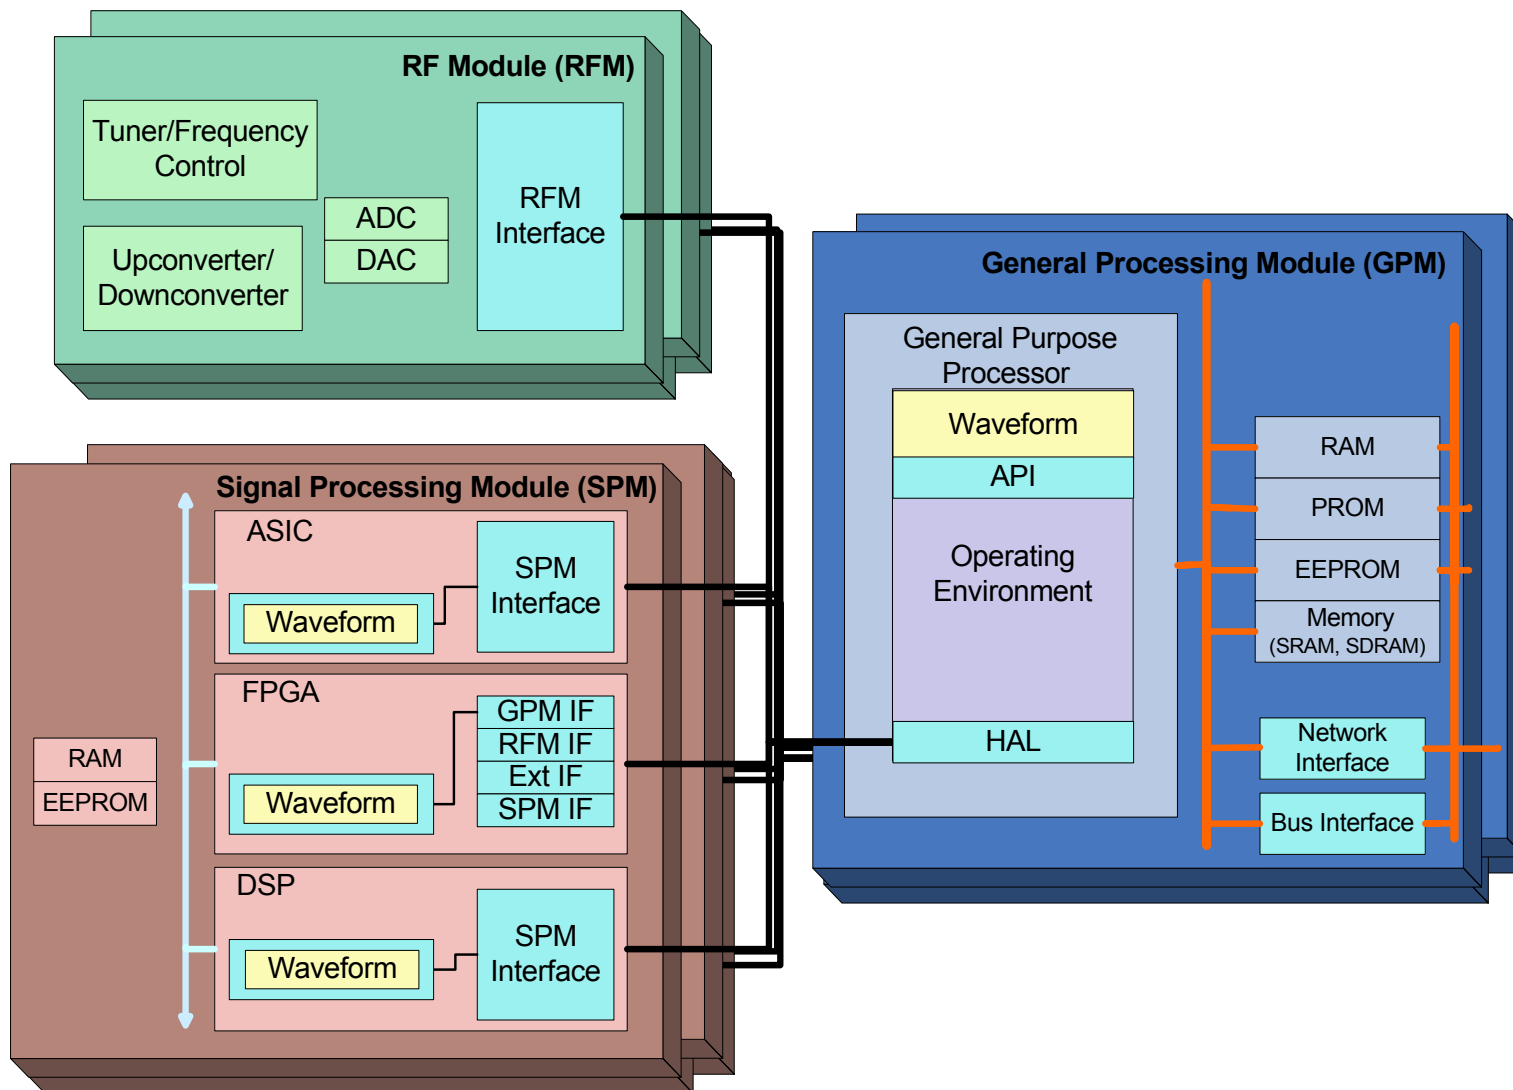 RF Module (RFM)
Tuner/Frequency
Control
ADC
DAC
Upconverter/
Downconverter
RFM
Interface
Signal Processing Module (SPM)
ASIC
Waveform
SPM
Interface
FPGA
Waveform
GPM IF
RFM IF
Ext IF
SPM IF
RAM
EEPROM
DSP
Waveform
SPM
Interface
General Processing Module (GPM)
General Purpose
Processor
Waveform
API
Operating
Environment
HAL
RAM
PROM
EEPROM
Memory
(SRAM, SDRAM)
Network
Interface
Bus Interface